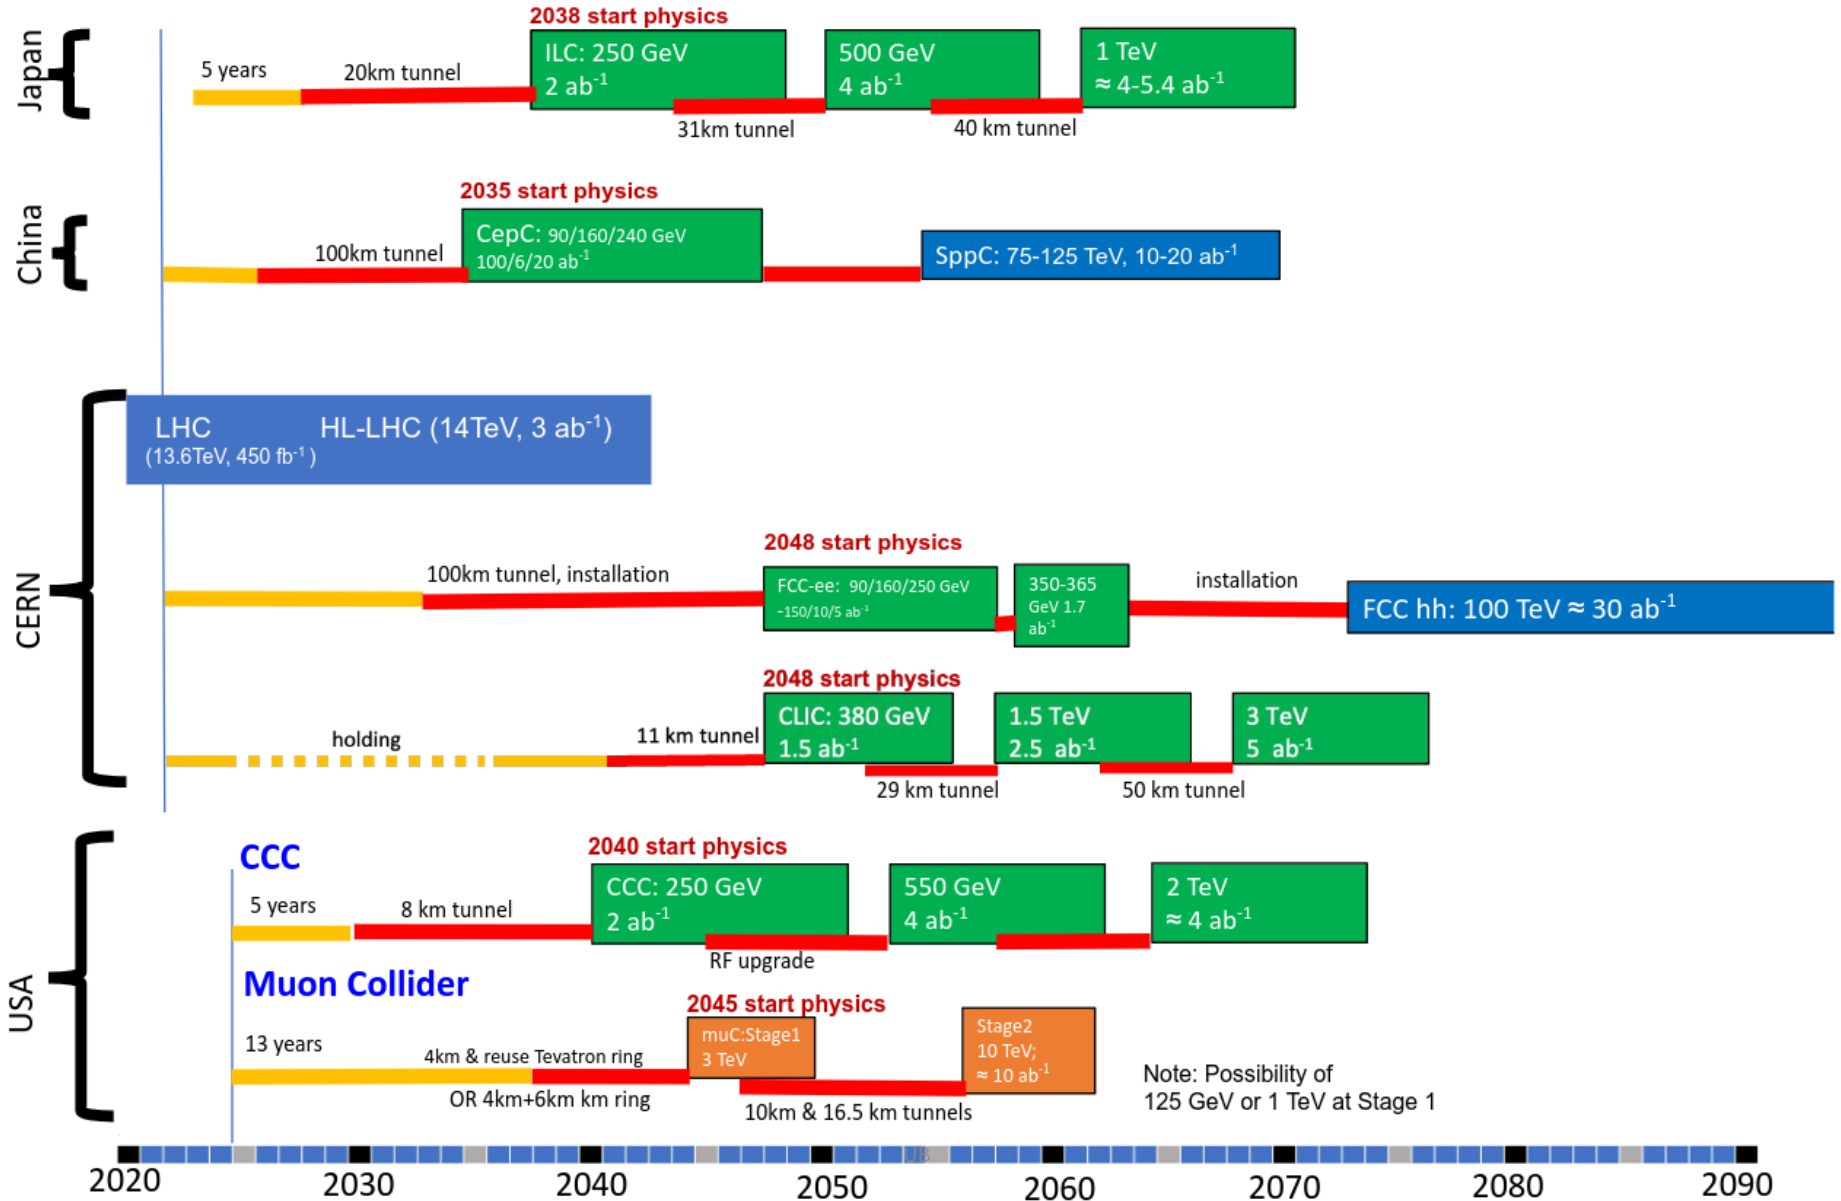 Japan
2038 start physics
5 years
20km tunnel
ILC: 250 GeV
2 ab⁻¹
500 GeV
4 ab⁻¹
1 TeV
≈ 4-5.4 ab⁻¹
31km tunnel
40 km tunnel
China
2035 start physics
100km tunnel
CepC: 90/160/240 GeV
100/6/20 ab⁻¹
SppC: 75-125 TeV, 10-20 ab⁻¹
CERN
LHC
(13.6TeV, 450 fb⁻¹ )
HL-LHC (14TeV, 3 ab⁻¹)
2048 start physics
100km tunnel, installation
FCC-ee: 90/160/250 GeV
~150/10/5 ab⁻¹
350-365
GeV 1.7
ab⁻¹
installation
FCC hh: 100 TeV ≈ 30 ab⁻¹
2048 start physics
holding
11 km tunnel
CLIC: 380 GeV
1.5 ab⁻¹
1.5 TeV
2.5 ab⁻¹
3 TeV
5 ab⁻¹
29 km tunnel
50 km tunnel
USA
CCC
2040 start physics
5 years
8 km tunnel
CCC: 250 GeV
2 ab⁻¹
550 GeV
4 ab⁻¹
2 TeV
≈ 4 ab⁻¹
RF upgrade
Muon Collider
2045 start physics
13 years
4km & reuse Tevatron ring
OR 4km+6km km ring
muC:Stage1
3 TeV
Stage2
10 TeV;
≈ 10 ab⁻¹
10km & 16.5 km tunnels
Note: Possibility of
125 GeV or 1 TeV at Stage 1
2020 2030 2040 2050 2060 2070 2080 2090